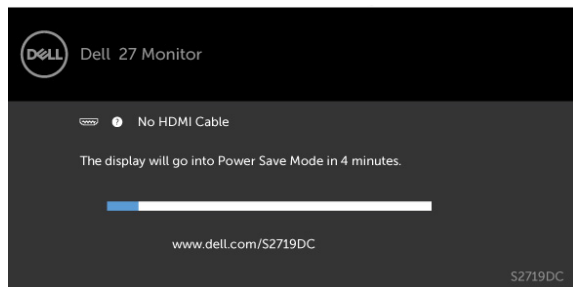 DELL
Dell 27 Monitor
? No HDMI Cable
The display will go into Power Save Mode in 4 minutes.
www.dell.com/S2719DC
S2719DC